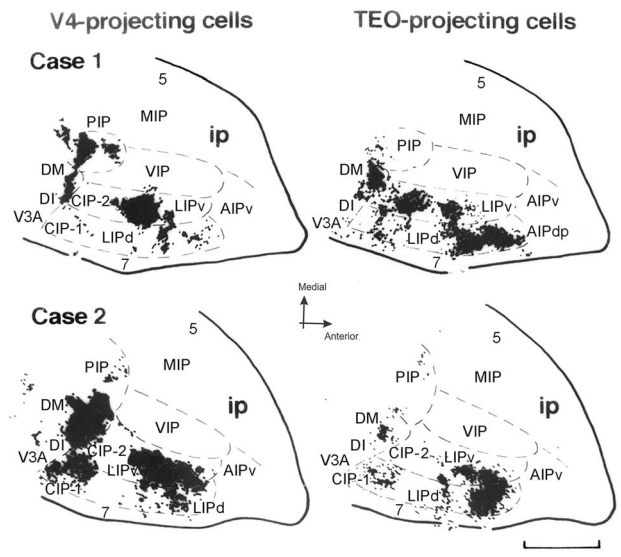 V4-projecting cells
TEO-projecting cells
Case 1
5
MIP
PIP
ip
VIP
DM
DI
CIP-2
LIPv
AIPv
V3A
CIP-1
LIPd
7
5
MIP
PIP
ip
VIP
DM
DI
LIPv
AIPv
V3A
LIPd
AIPdp
7
Medial
Anterior
Case 2
5
PIP
MIP
ip
DM
VIP
DI
CIP-2
V3A
LIPv
AIPv
CIP-1
LIPd
7
5
PIP
MIP
ip
DM
VIP
DI
CIP-2
V3A
LIPv
AIPv
CIP-1
LIPd
7